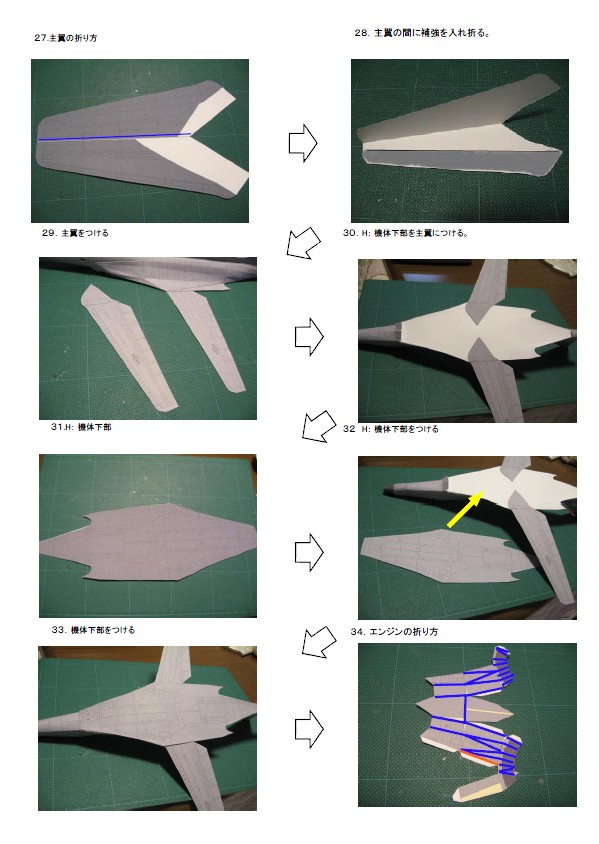 27.主翼の折り方
28. 主翼の間に補強を入れ折る。
29. 主翼をつける
30. H: 機体下部を主翼につける。
31.H: 機体下部
32 H: 機体下部をつける
33. 機体下部をつける
34. エンジンの折り方